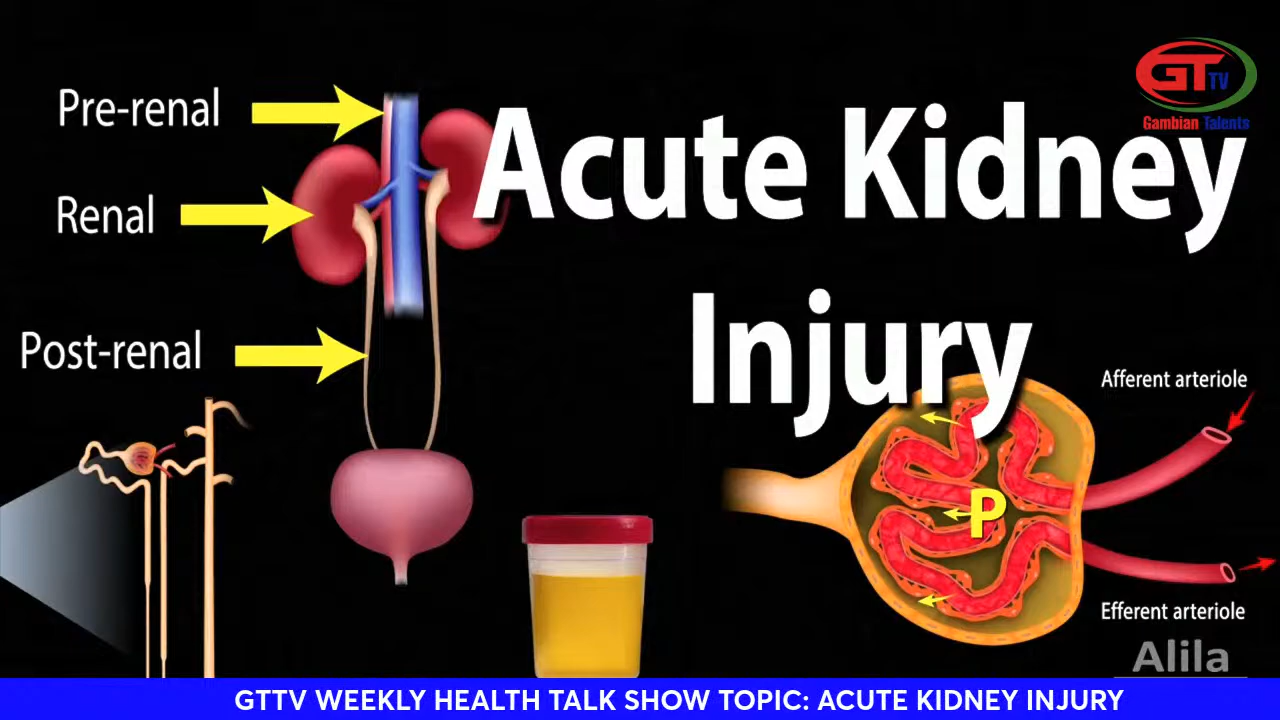 GT TV
Gambian Talents
Pre-renal
Acute Kidney
Renal
Injury
Post-renal
Afferent arteriole
P
Efferent arteriole
Alila
GTTV WEEKLY HEALTH TALK SHOW TOPIC: ACUTE KIDNEY INJURY